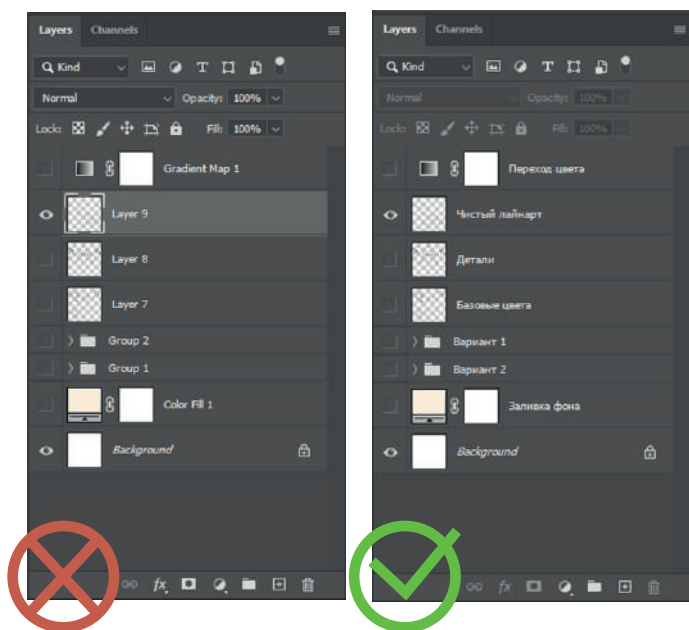 Layers Channels
Kind
Normal Opacity: 100%
Lock: Fill: 100%
Gradient Map 1
Layer 9
Layer 8
Layer 7
Group 2
Group 1
Color Fill 1
Background
fx
Layers Channels
Kind
Normal Opacity: 100%
Lock: Fill: 100%
Переход цвета
Чистый лайнарт
Детали
Базовые цвета
Вариант 1
Вариант 2
Заливка фона
Background
fx